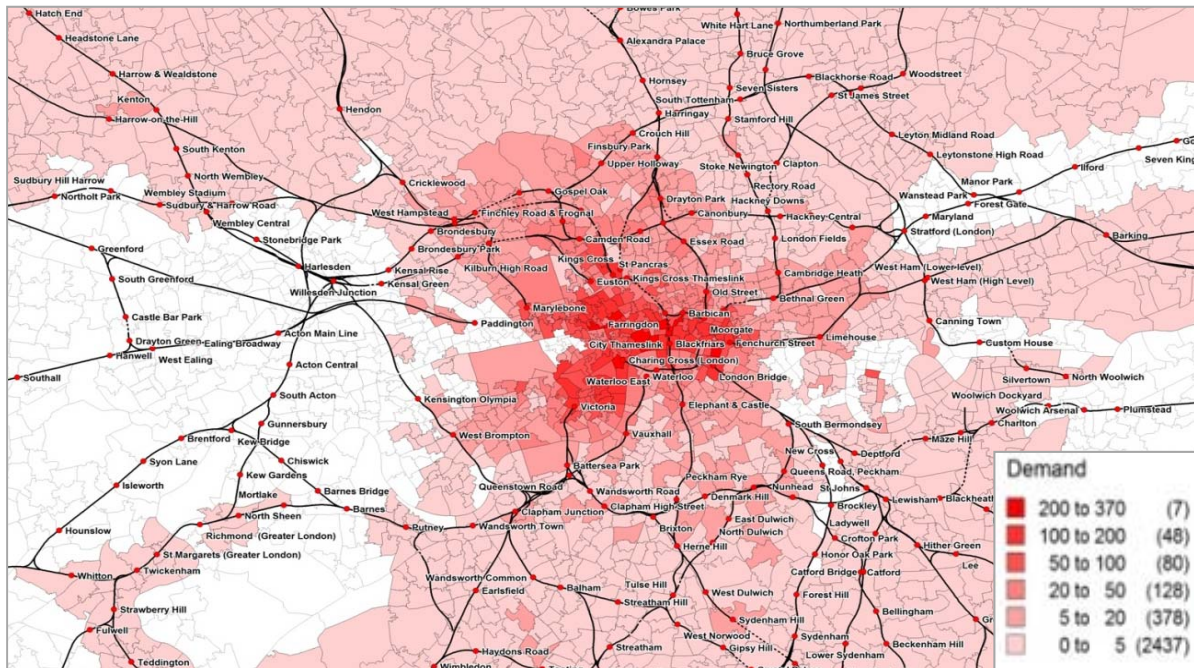 Hatch End
Bowes Park
White Hart Lane
Northumberland Park
Headstone Lane
Alexandra Palace
Bruce Grove
Harrow & Wealdstone
Hornsey
Seven Sisters
Blackhorse Road
Woodstreet
Kenton
Hendon
South Tottenham
St James Street
Harrow-on-the-Hill
Harringay
Stamford Hill
Crouch Hill
Leyton Midland Road
South Kenton
Finsbury Park
Upper Holloway
Stoke Newington
Clapton
Leytonstone High Road
Ilford
Seven King
North Wembley
Cricklewood
Gospel Oak
Rectory Road
Manor Park
Sudbury Hill Harrow
Wembley Stadium
Drayton Park
Hackney Downs
Wanstead Park
Northolt Park
Sudbury & Harrow Road
West Hampstead
Finchley Road & Frognal
Canonbury
Hackney Central
Forest Gate
Wembley Central
Brondesbury
Maryland
Stonebridge Park
Camden Road
Essex Road
London Fields
Stratford (London)
Barking
Greenford
Brondesbury Park
Kings Cross
St Pancras
Harlesden
Kensal Rise
Kilburn High Road
Kings Cross Thameslink
Cambridge Heath
West Ham (Lower level)
South Greenford
Willesden Junction
Kensal Green
Euston
Old Street
Bethnal Green
West Ham (High Level)
Marylebone
Barbican
Castle Bar Park
Acton Main Line
Paddington
Farringdon
Moorgate
Canning Town
Drayton Green
Ealing Broadway
City Thameslink
Blackfriars
Fenchurch Street
Limehouse
Custom House
Hanwell
West Ealing
Charing Cross (London)
Southall
Acton Central
Waterloo East
Waterloo
London Bridge
Silvertown
North Woolwich
South Acton
Kensington Olympia
Victoria
Elephant & Castle
Woolwich Dockyard
Woolwich Arsenal
Plumstead
Gunnersbury
South Bermondsey
Charlton
Brentford
Kew Bridge
West Brompton
Vauxhall
Maze Hill
Syon Lane
Chiswick
Battersea Park
New Cross
Deptford
Kew Gardens
Peckham Rye
Queens Road, Peckham
Isleworth
Mortlake
Barnes Bridge
Queenstown Road
Wandsworth Road
Denmark Hill
Nunhead
St Johns
Lewisham
Blackheath
North Sheen
Barnes
Clapham Junction
Clapham High Street
Brockley
Hounslow
Richmond (Greater London)
Putney
Wandsworth Town
Brixton
East Dulwich
Ladywell
St Margarets (Greater London)
North Dulwich
Crofton Park
Herne Hill
Hither Green
Twickenham
Honor Oak Park
Lee
Whitton
Wandsworth Common
Balham
Tulse Hill
Catford Bridge
Catford
Earlsfield
Streatham Hill
West Dulwich
Forest Hill
Strawberry Hill
Bellingham
Fulwell
Sydenham Hill
West Norwood
Sydenham
Teddington
Haydons Road
Streatham
Gipsy Hill
Lower Sydenham
Beckenham Hill
Wimbledon
Demand
200 to 370 (7)
100 to 200 (48)
50 to 100 (80)
20 to 50 (128)
5 to 20 (378)
0 to 5 (2437)